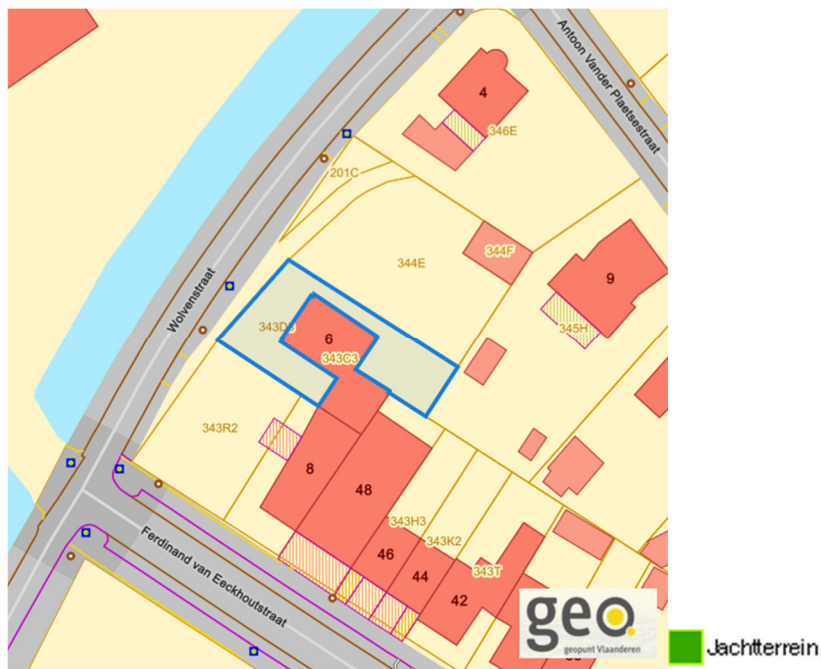 Antoon Vander Plaetsestraat
4
346E
201C
344E
344F
9
345H
Wolvenstraat
343D3
6
343C3
343R2
8
48
343H3
46
343K2
44
343T
42
Ferdinand van Eeckhoutstraat
geo.
geopunt Vlaanderen
Jachtterrein